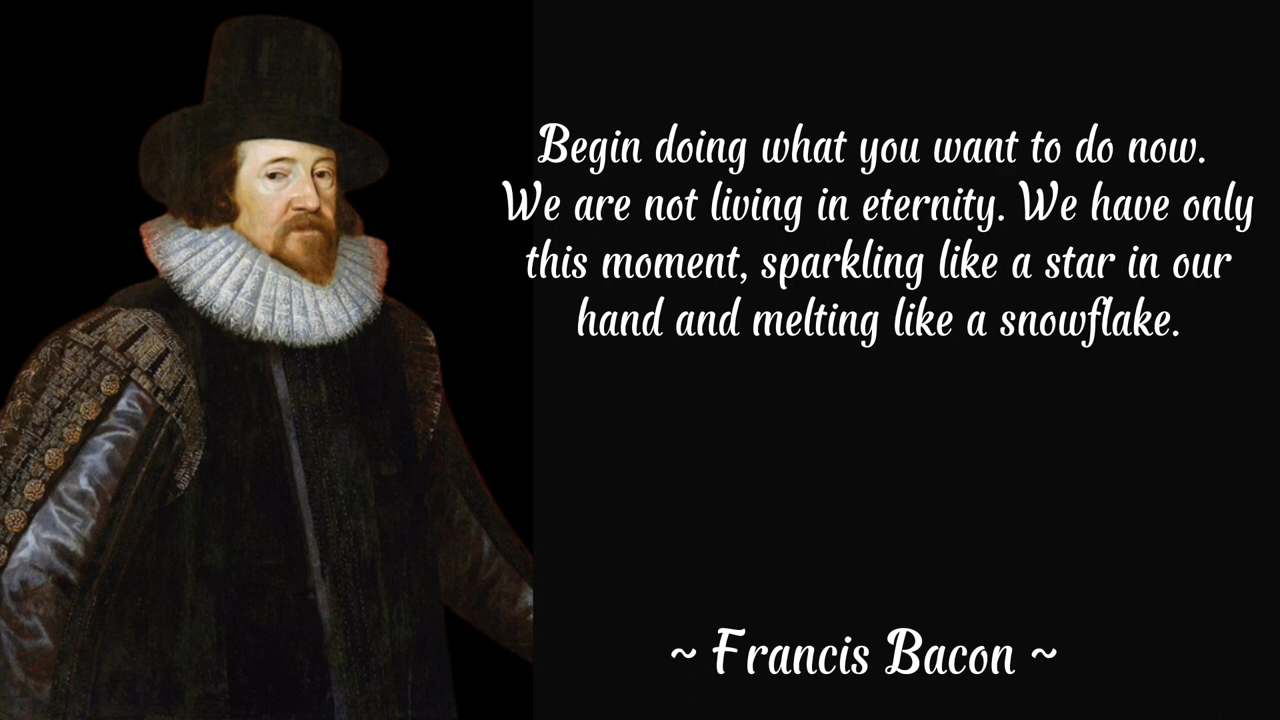 Begin doing what you want to do now.
We are not living in eternity. We have only
this moment, sparkling like a star in our
hand and melting like a snowflake.
~ Francis Bacon ~